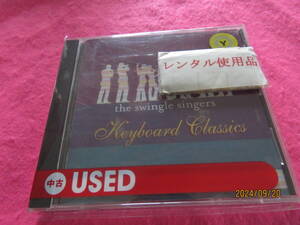 Y
レンタル使用品
the swingle singers
Keyboard Classics
中古 USED
2024/09/20